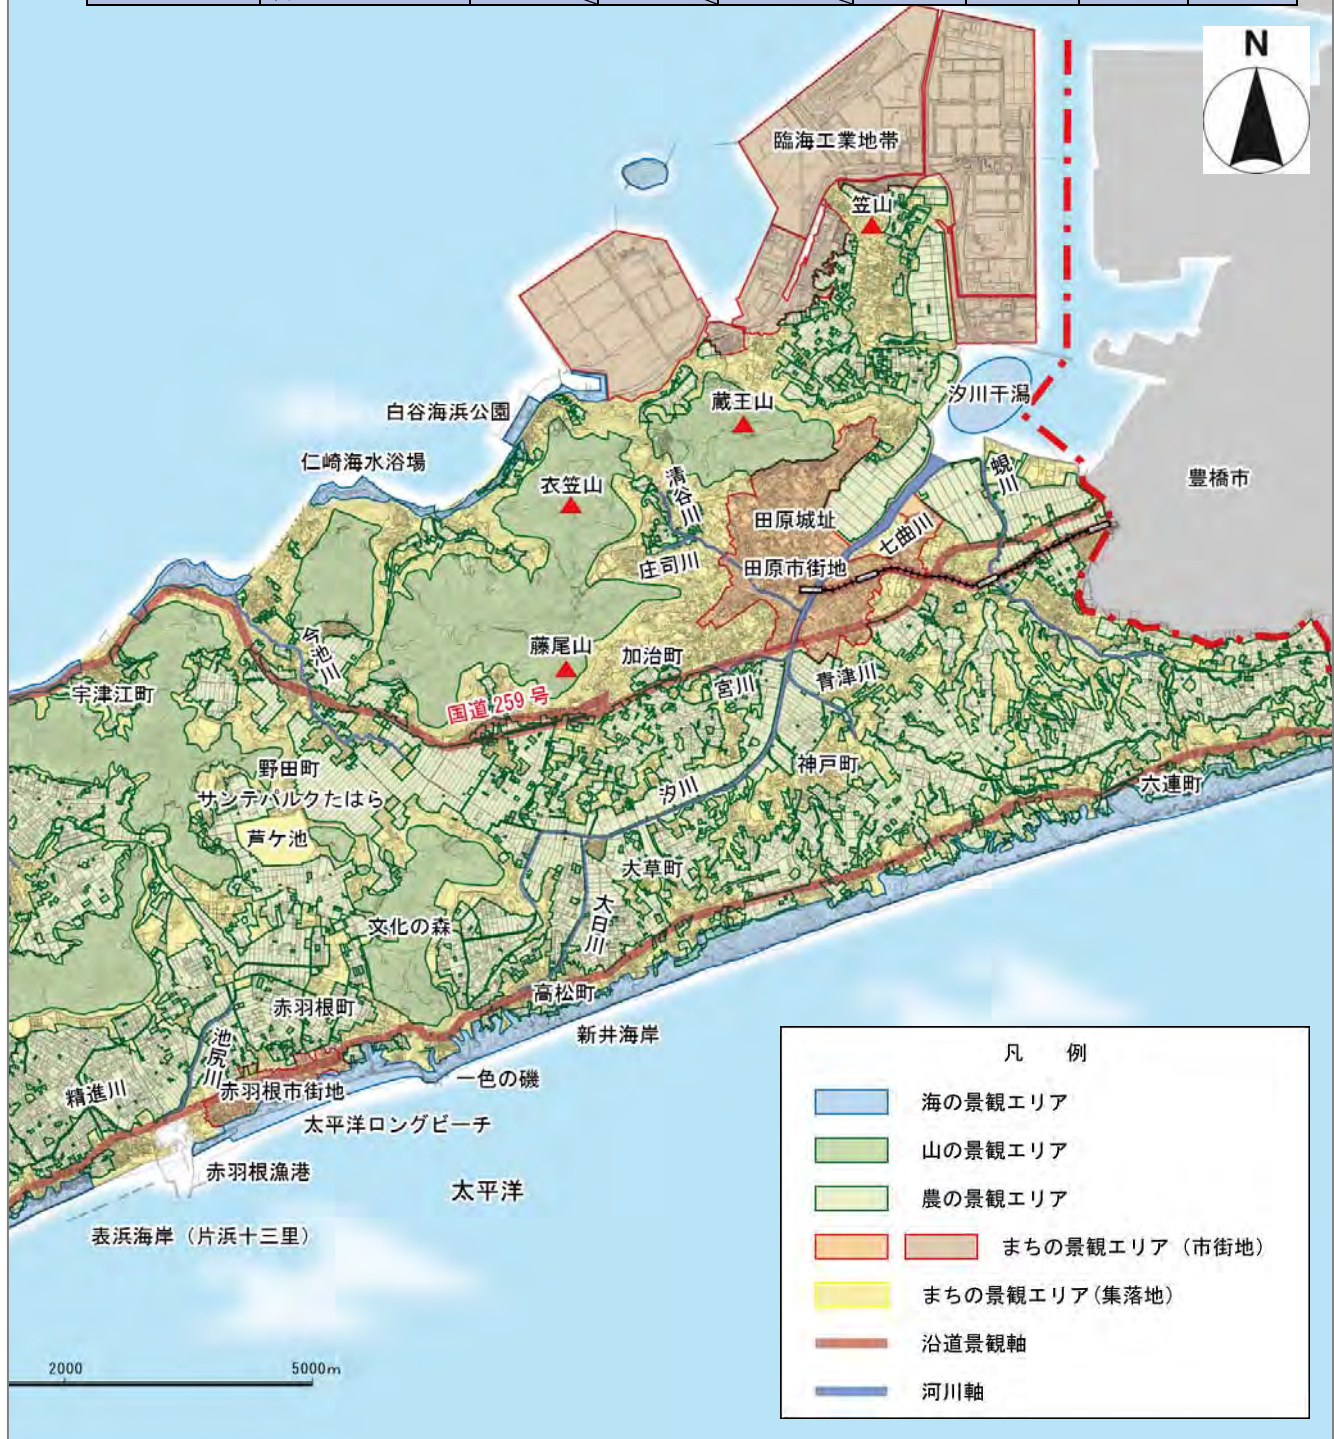 N
臨海工業地帯
笠山
汐川干潟
蔵王山
白谷海浜公園
仁崎海水浴場
衣笠山
清谷川
蜆川
豊橋市
田原城址
七曲川
庄司川
田原市街地
今池川
藤尾山
加治町
宮川
青津川
宇津江町
国道259号
野田町
神戸町
汐川
六連町
サンテパルクたはら
芦ケ池
大草町
文化の森
大日川
高松町
赤羽根町
新井海岸
池尻川
一色の磯
精進川
赤羽根市街地
太平洋ロングビーチ
赤羽根漁港
太平洋
表浜海岸（片浜十三里）
凡　例
海の景観エリア
山の景観エリア
農の景観エリア
まちの景観エリア（市街地）
まちの景観エリア(集落地)
沿道景観軸
河川軸
2000
5000m